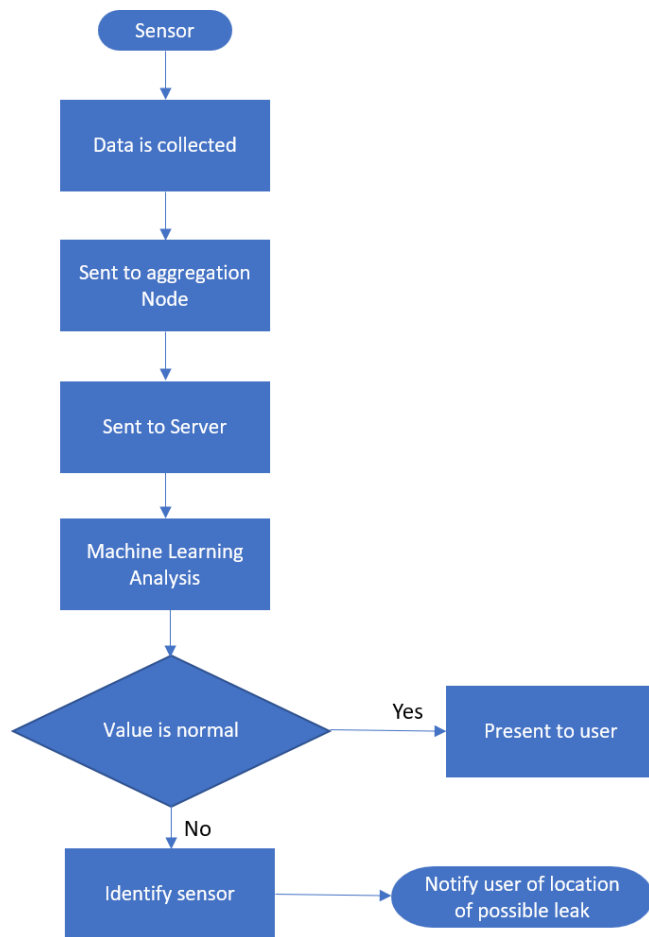 Sensor
Data is collected
Sent to aggregation
Node
Sent to Server
Machine Learning
Analysis
Value is normal
Yes
Present to user
No
Identify sensor
Notify user of location
of possible leak